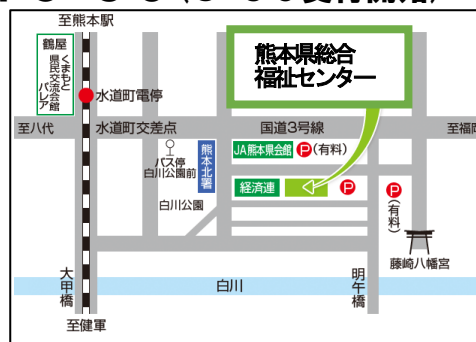 至熊本駅
鶴屋
くまもと
県民交流会館
パレア
熊本県総合
福祉センター
水道町電停
至八代
水道町交差点
国道3号線
至福岡
バス停
白川公園前
熊本北署
JA熊本県会館
P(有料)
白川公園
経済連
P
P
(有料)
藤崎八幡宮
大甲橋
白川
明午橋
至健軍